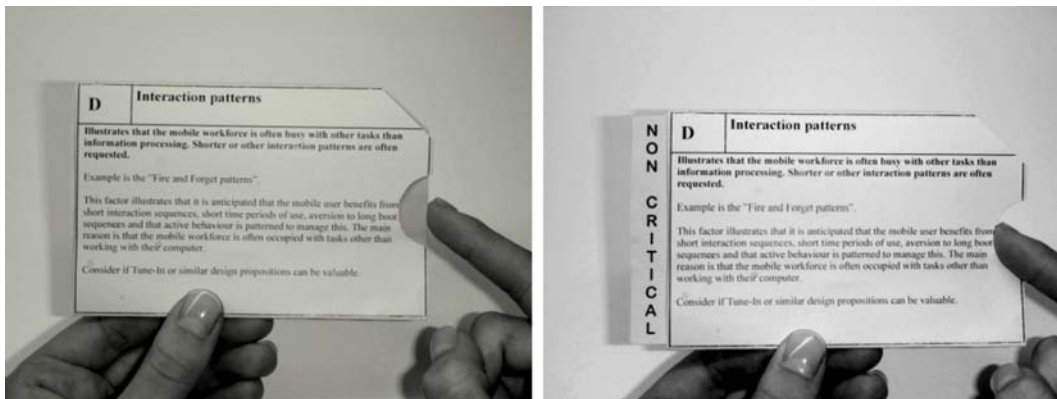 D
Interaction patterns
Illustrates that the mobile workforce is often busy with other tasks than
information processing. Shorter or other interaction patterns are often
requested.
Example is the "Fire and Forget patterns".
This factor illustrates that it is anticipated that the mobile user benefits from
short interaction sequences, short time periods of use, aversion to long boot
sequences and that active behaviour is patterned to manage this. The main
reason is that the mobile workforce is often occupied with tasks other than
working with their computer.
Consider if Tune-In or similar design propositions can be valuable.
NON CRITICAL
D
Interaction patterns
Illustrates that the mobile workforce is often busy with other tasks than
information processing. Shorter or other interaction patterns are often
requested.
Example is the "Fire and Forget patterns".
This factor illustrates that it is anticipated that the mobile user benefits from
short interaction sequences, short time periods of use, aversion to long boot
sequences and that active behaviour is patterned to manage this. The main
reason is that the mobile workforce is often occupied with tasks other than
working with their computer.
Consider if Tune-In or similar design propositions can be valuable.